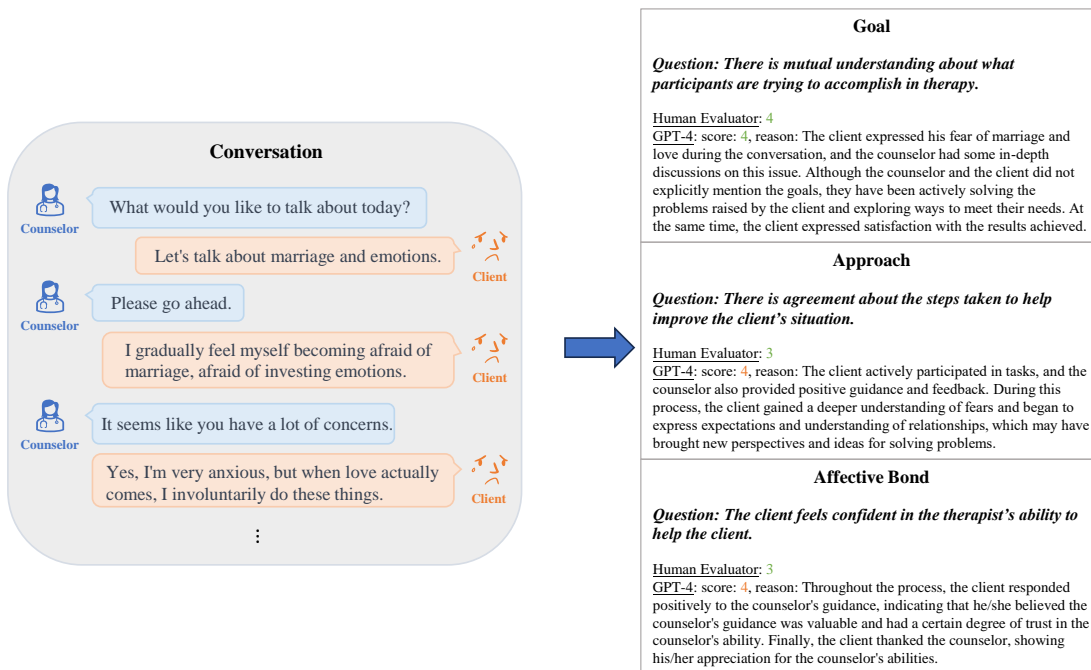 Conversation
Counselor
What would you like to talk about today?
Let's talk about marriage and emotions.
Client
Counselor
Please go ahead.
I gradually feel myself becoming afraid of
marriage, afraid of investing emotions.
Client
Counselor
It seems like you have a lot of concerns.
Yes, I'm very anxious, but when love actually
comes, I involuntarily do these things.
Client
⋮
Goal
Question: There is mutual understanding about what
participants are trying to accomplish in therapy.
Human Evaluator: 4
GPT-4: score: 4, reason: The client expressed his fear of marriage and
love during the conversation, and the counselor had some in-depth
discussions on this issue. Although the counselor and the client did not
explicitly mention the goals, they have been actively solving the
problems raised by the client and exploring ways to meet their needs. At
the same time, the client expressed satisfaction with the results achieved.
Approach
Question: There is agreement about the steps taken to help
improve the client's situation.
Human Evaluator: 3
GPT-4: score: 4, reason: The client actively participated in tasks, and the
counselor also provided positive guidance and feedback. During this
process, the client gained a deeper understanding of fears and began to
express expectations and understanding of relationships, which may have
brought new perspectives and ideas for solving problems.
Affective Bond
Question: The client feels confident in the therapist's ability to
help the client.
Human Evaluator: 3
GPT-4: score: 4, reason: Throughout the process, the client responded
positively to the counselor's guidance, indicating that he/she believed the
counselor's guidance was valuable and had a certain degree of trust in the
counselor's ability. Finally, the client thanked the counselor, showing
his/her appreciation for the counselor's abilities.